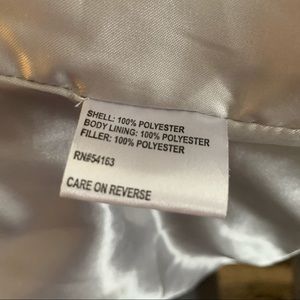 SHELL: 100% POLYESTER
BODY LINING: 100% POLYESTER
FILLER: 100% POLYESTER
RN#54163
CARE ON REVERSE